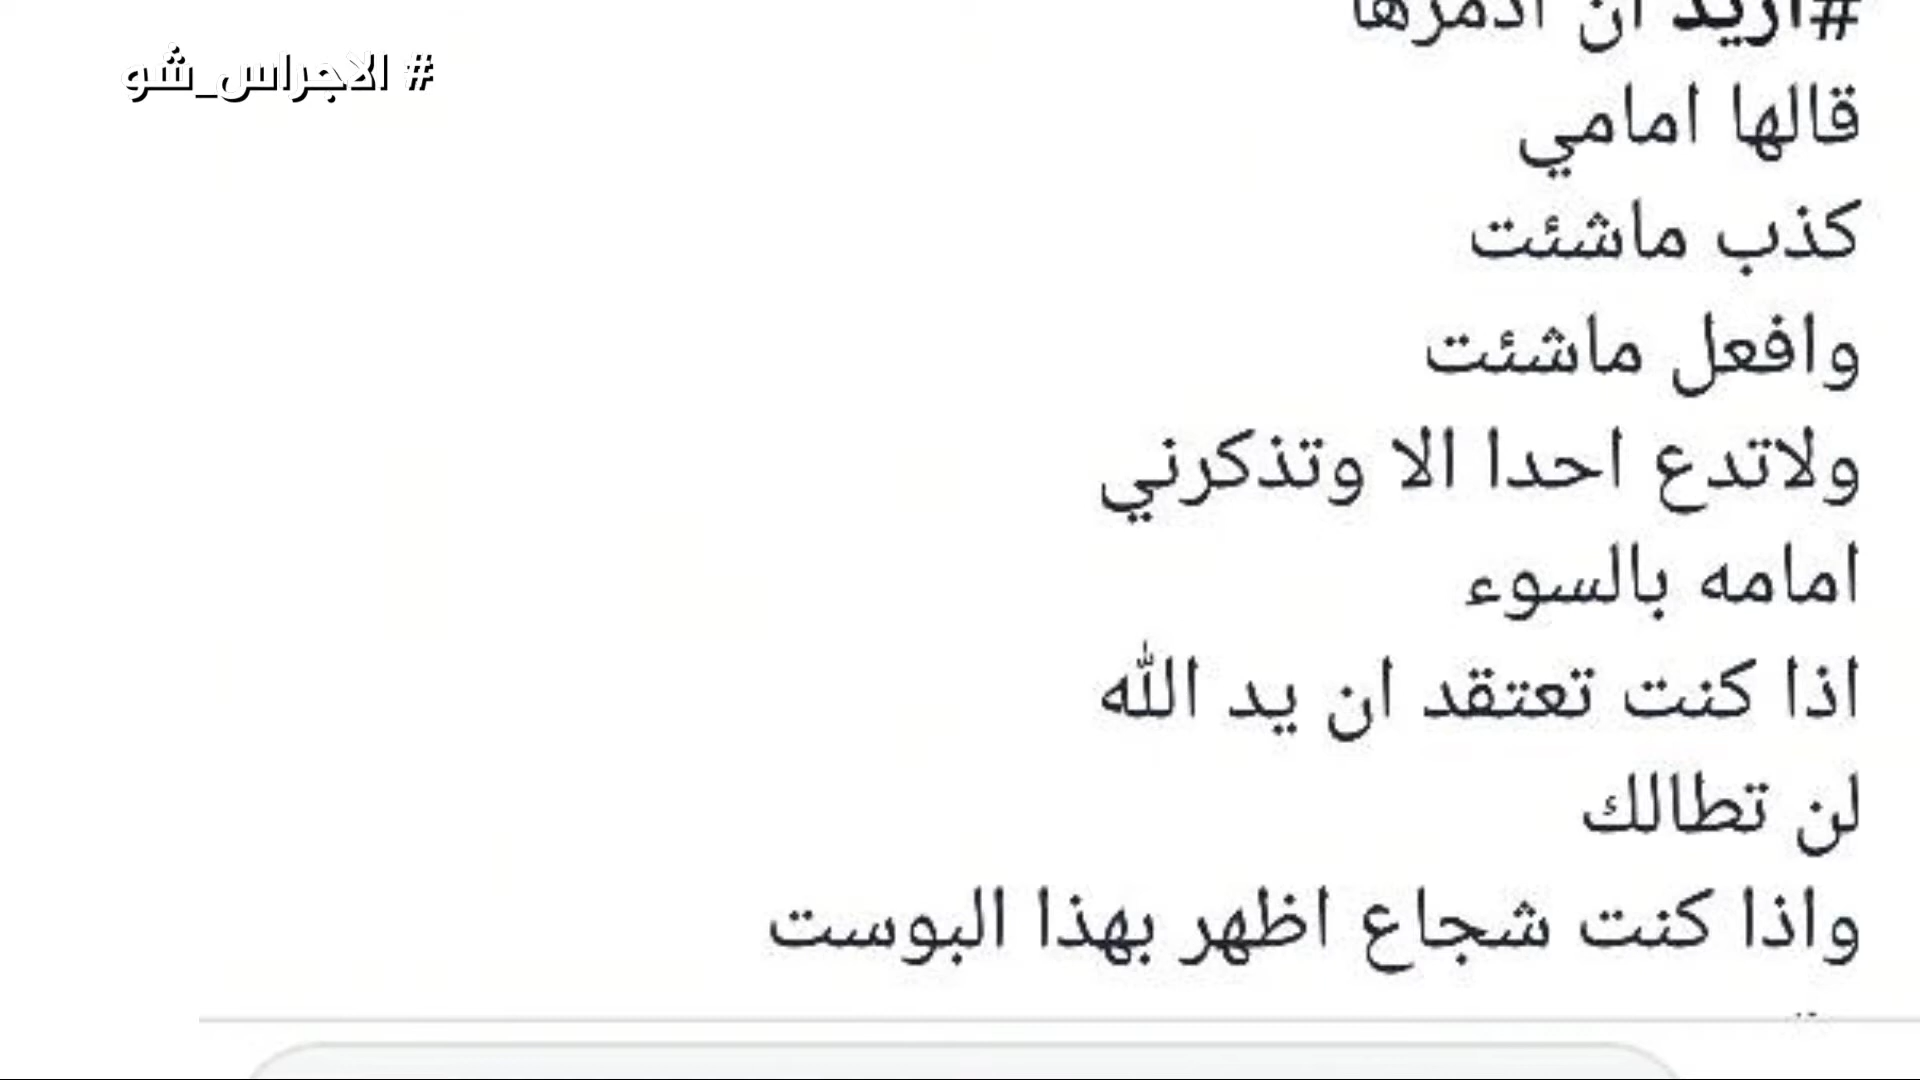 #اريد ان ادمرها
# الاجراس_شو
قالها امامي
كذب ماشئت
وافعل ماشئت
ولاتدع احدا الا وتذكرني
امامه بالسوء
اذا كنت تعتقد ان يد الله
لن تطالك
واذا كنت شجاع اظهر بهذا البوست